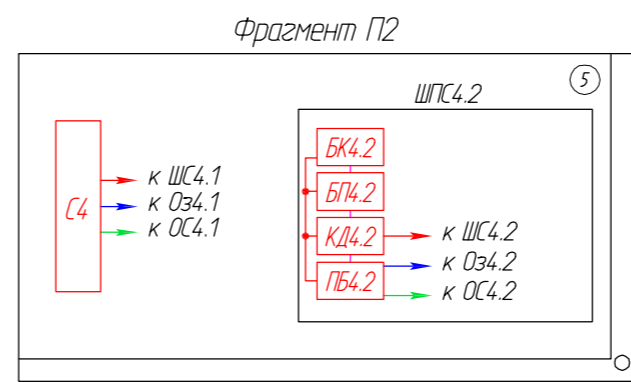 Фрагмент П2
5
ШПС4.2
С4
к ШС4.1
к Оз4.1
к ОС4.1
БК4.2
БП4.2
КД4.2
ПБ4.2
к ШС4.2
к Оз4.2
к ОС4.2